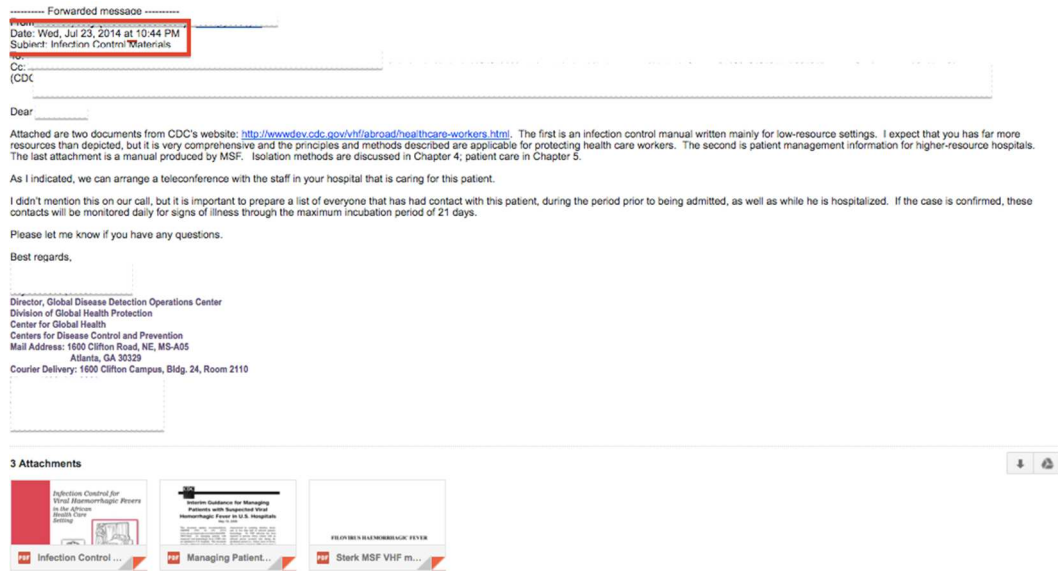 ---------- Forwarded message ----------
From
Date: Wed, Jul 23, 2014 at 10:44 PM
Subject: Infection Control Materials
To:
Cc:
(CDC
Dear
Attached are two documents from CDC's website: http://wwwdev.cdc.gov/vhf/abroad/healthcare-workers.html. The first is an infection control manual written mainly for low-resource settings. I expect that you has far more
resources than depicted, but it is very comprehensive and the principles and methods described are applicable for protecting health care workers. The second is patient management information for higher-resource hospitals.
The last attachment is a manual produced by MSF. Isolation methods are discussed in Chapter 4; patient care in Chapter 5.
As I indicated, we can arrange a teleconference with the staff in your hospital that is caring for this patient.
I didn't mention this on our call, but it is important to prepare a list of everyone that has had contact with this patient, during the period prior to being admitted, as well as while he is hospitalized. If the case is confirmed, these
contacts will be monitored daily for signs of illness through the maximum incubation period of 21 days.
Please let me know if you have any questions.
Best regards,
Director, Global Disease Detection Operations Center
Division of Global Health Protection
Center for Global Health
Centers for Disease Control and Prevention
Mail Address: 1600 Clifton Road, NE, MS-A05
Atlanta, GA 30329
Courier Delivery: 1600 Clifton Campus, Bldg. 24, Room 2110
3 Attachments
Infection Control for
Viral Haemorrhagic Fevers
in the African
Health Care
Setting
PDF Infection Control ...
Interim Guidance for Managing
Patients with Suspected Viral
Hemorrhagic Fever in U.S. Hospitals
PDF Managing Patient...
FILOVIRUS HAEMORRHAGIC FEVER
PDF Sterk MSF VHF m...